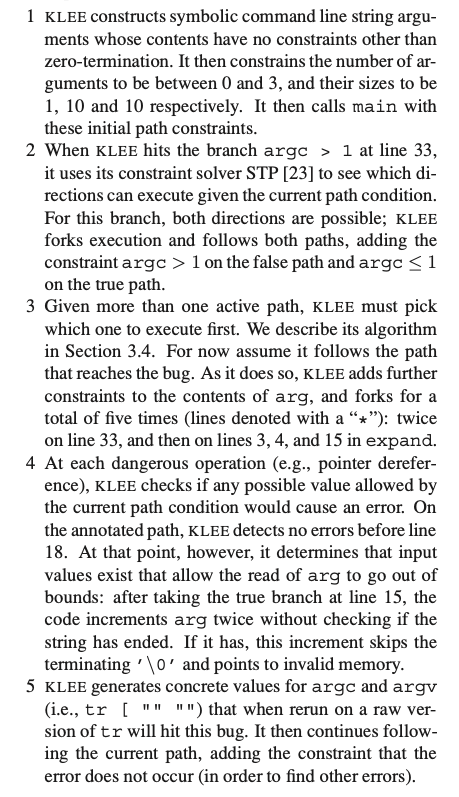 1 KLEE constructs symbolic command line string argu-
ments whose contents have no constraints other than
zero-termination. It then constrains the number of ar-
guments to be between 0 and 3, and their sizes to be
1, 10 and 10 respectively. It then calls main with
these initial path constraints.
2 When KLEE hits the branch argc > 1 at line 33,
it uses its constraint solver STP [23] to see which di-
rections can execute given the current path condition.
For this branch, both directions are possible; KLEE
forks execution and follows both paths, adding the
constraint argc > 1 on the false path and argc ≤ 1
on the true path.
3 Given more than one active path, KLEE must pick
which one to execute first. We describe its algorithm
in Section 3.4. For now assume it follows the path
that reaches the bug. As it does so, KLEE adds further
constraints to the contents of arg, and forks for a
total of five times (lines denoted with a “*”): twice
on line 33, and then on lines 3, 4, and 15 in expand.
4 At each dangerous operation (e.g., pointer derefer-
ence), KLEE checks if any possible value allowed by
the current path condition would cause an error. On
the annotated path, KLEE detects no errors before line
18. At that point, however, it determines that input
values exist that allow the read of arg to go out of
bounds: after taking the true branch at line 15, the
code increments arg twice without checking if the
string has ended. If it has, this increment skips the
terminating '\0' and points to invalid memory.
5 KLEE generates concrete values for argc and argv
(i.e., tr [ "" "") that when rerun on a raw ver-
sion of tr will hit this bug. It then continues follow-
ing the current path, adding the constraint that the
error does not occur (in order to find other errors).